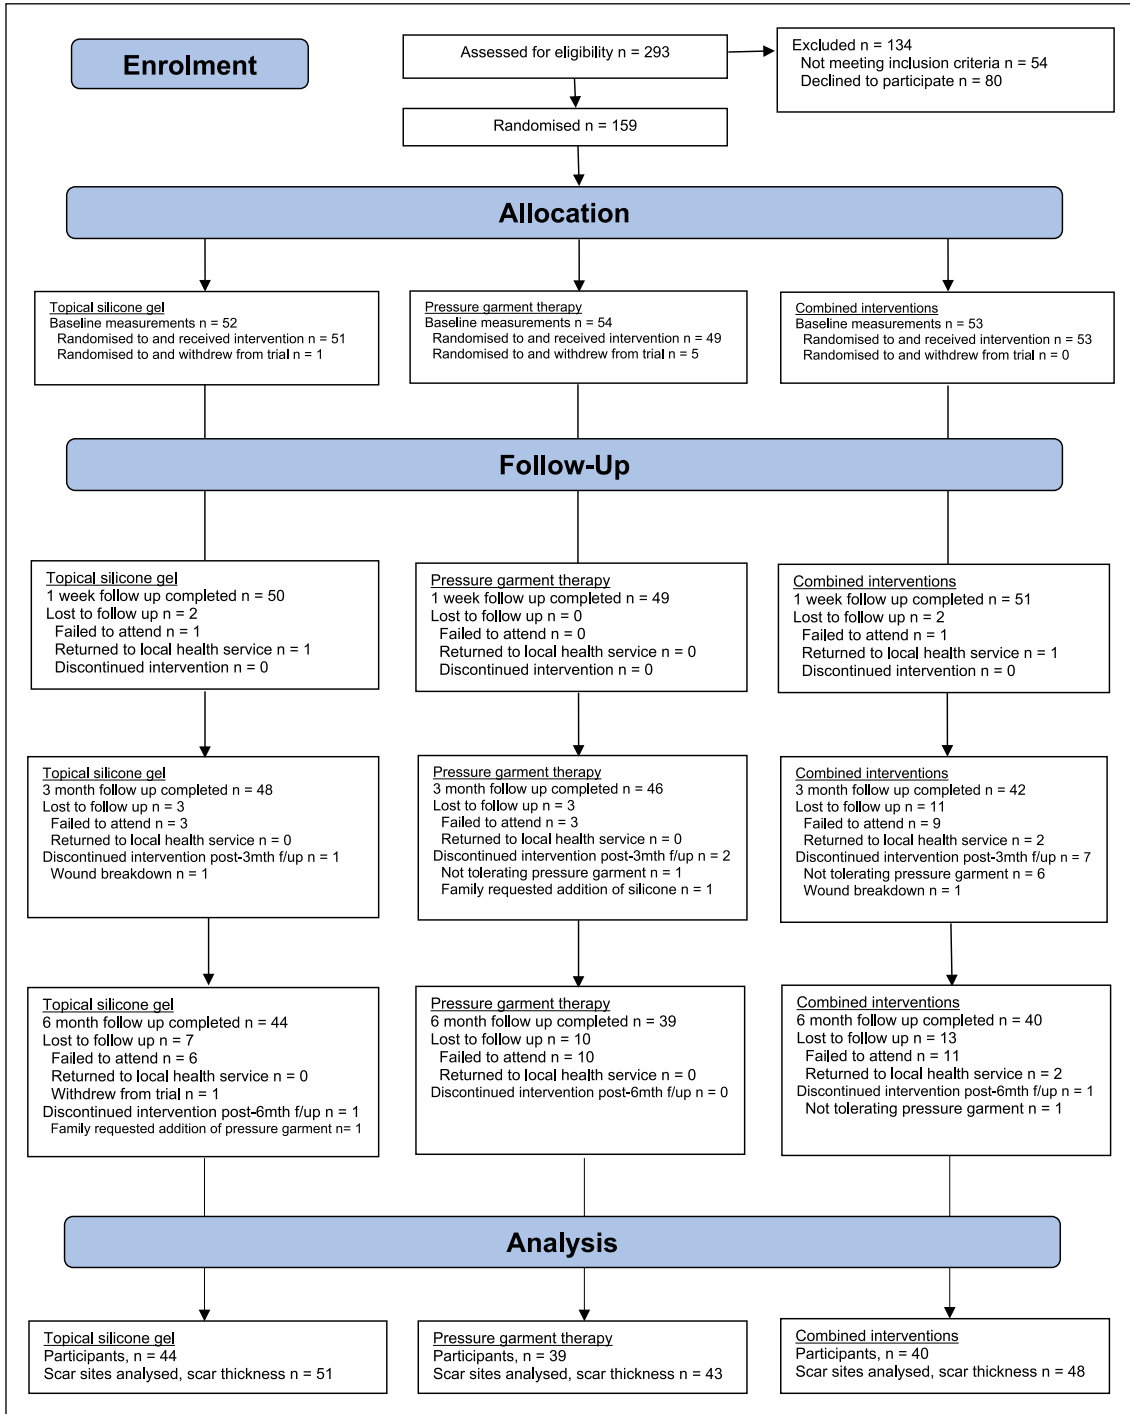 Enrolment
Assessed for eligibility n = 293
Excluded n = 134
Not meeting inclusion criteria n = 54
Declined to participate n = 80
Randomised n = 159
Allocation
Topical silicone gel
Baseline measurements n = 52
Randomised to and received intervention n = 51
Randomised to and withdrew from trial n = 1
Pressure garment therapy
Baseline measurements n = 54
Randomised to and received intervention n = 49
Randomised to and withdrew from trial n = 5
Combined interventions
Baseline measurements n = 53
Randomised to and received intervention n = 53
Randomised to and withdrew from trial n = 0
Follow-Up
Topical silicone gel
1 week follow up completed n = 50
Lost to follow up n = 2
Failed to attend n = 1
Returned to local health service n = 1
Discontinued intervention n = 0
Pressure garment therapy
1 week follow up completed n = 49
Lost to follow up n = 0
Failed to attend n = 0
Returned to local health service n = 0
Discontinued intervention n = 0
Combined interventions
1 week follow up completed n = 51
Lost to follow up n = 2
Failed to attend n = 1
Returned to local health service n = 1
Discontinued intervention n = 0
Topical silicone gel
3 month follow up completed n = 48
Lost to follow up n = 3
Failed to attend n = 3
Returned to local health service n = 0
Discontinued intervention post-3mth f/up n = 1
Wound breakdown n = 1
Pressure garment therapy
3 month follow up completed n = 46
Lost to follow up n = 3
Failed to attend n = 3
Returned to local health service n = 0
Discontinued intervention post-3mth f/up n = 2
Not tolerating pressure garment n = 1
Family requested addition of silicone n = 1
Combined interventions
3 month follow up completed n = 42
Lost to follow up n = 11
Failed to attend n = 9
Returned to local health service n = 2
Discontinued intervention post-3mth f/up n = 7
Not tolerating pressure garment n = 6
Wound breakdown n = 1
Topical silicone gel
6 month follow up completed n = 44
Lost to follow up n = 7
Failed to attend n = 6
Returned to local health service n = 0
Withdrew from trial n = 1
Discontinued intervention post-6mth f/up n = 1
Family requested addition of pressure garment n= 1
Pressure garment therapy
6 month follow up completed n = 39
Lost to follow up n = 10
Failed to attend n = 10
Returned to local health service n = 0
Discontinued intervention post-6mth f/up n = 0
Combined interventions
6 month follow up completed n = 40
Lost to follow up n = 13
Failed to attend n = 11
Returned to local health service n = 2
Discontinued intervention post-6mth f/up n = 1
Not tolerating pressure garment n = 1
Analysis
Topical silicone gel
Participants, n = 44
Scar sites analysed, scar thickness n = 51
Pressure garment therapy
Participants, n = 39
Scar sites analysed, scar thickness n = 43
Combined interventions
Participants, n = 40
Scar sites analysed, scar thickness n = 48